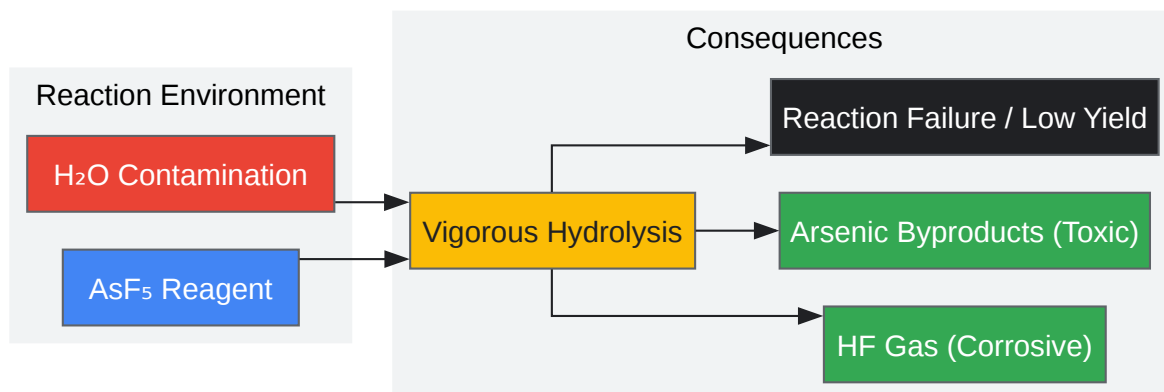 Consequences
Reaction Environment
Reaction Failure / Low Yield
H₂O Contamination
Vigorous Hydrolysis
Arsenic Byproducts (Toxic)
AsF₅ Reagent
HF Gas (Corrosive)